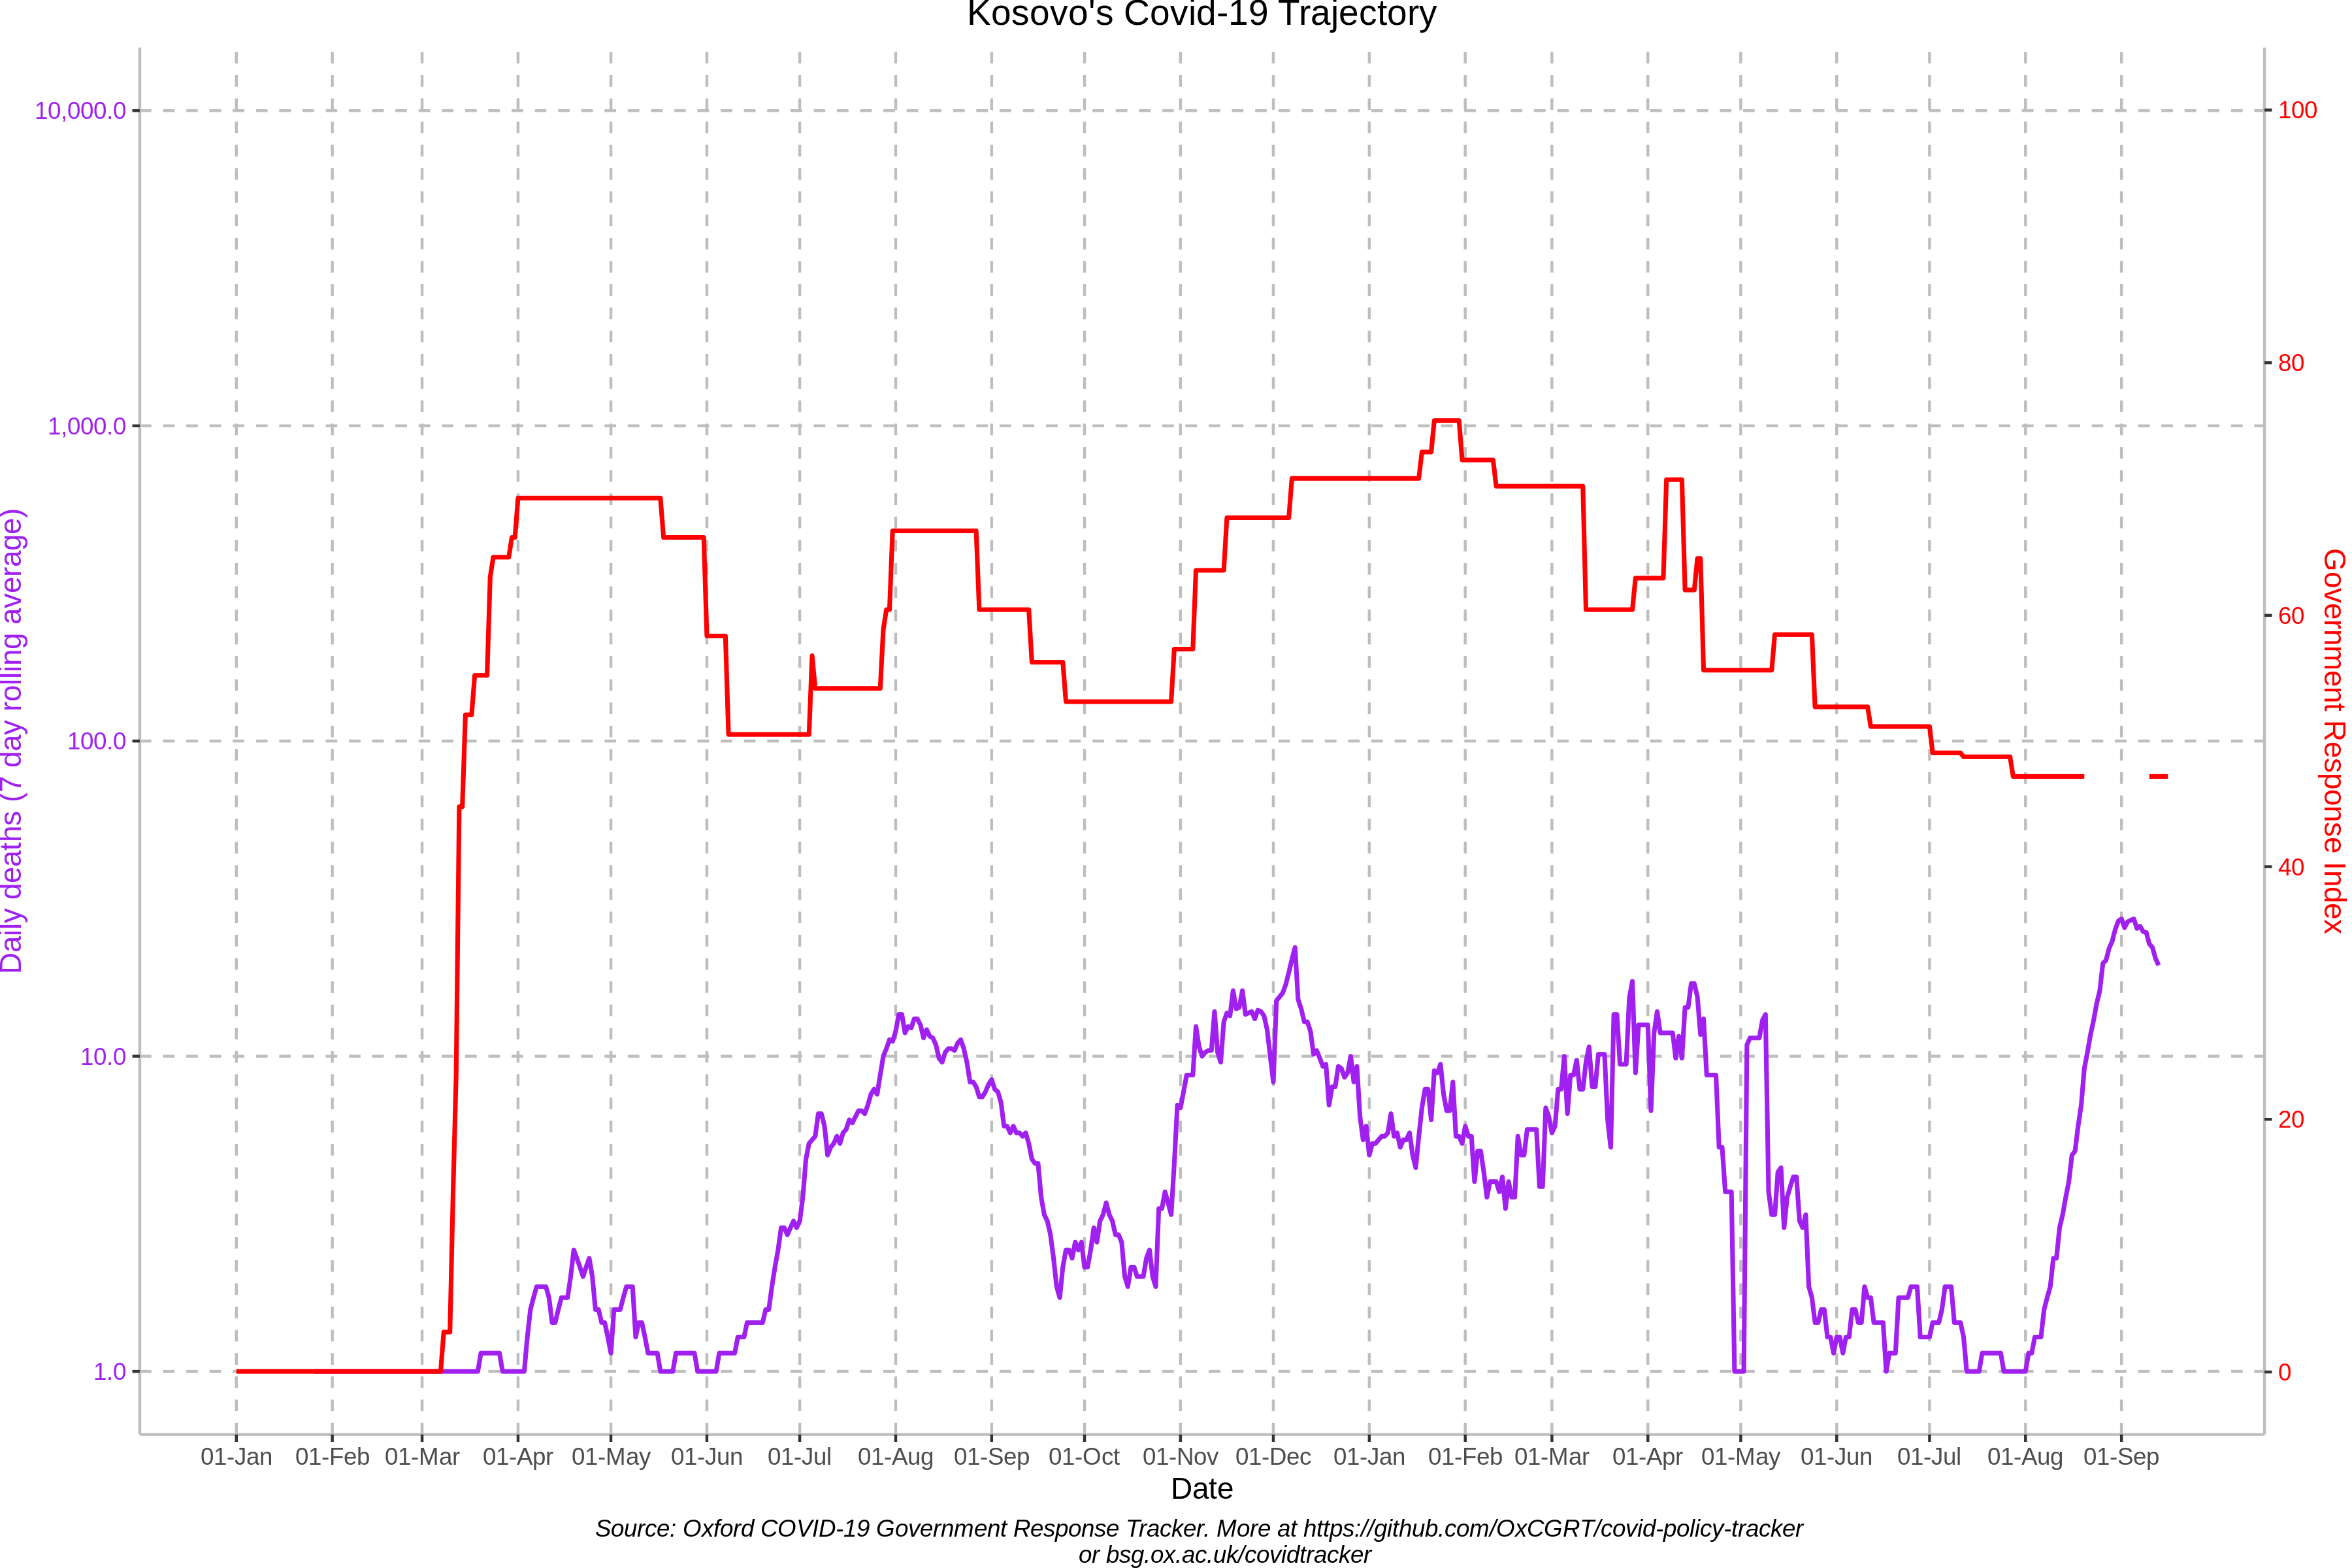 Kosovo's Covid-19 Trajectory
10,000.0
1,000.0
100.0
10.0
1.0
Daily deaths (7 day rolling average)
100
80
60
40
20
0
Government Response Index
01-Jan 01-Feb 01-Mar 01-Apr 01-May 01-Jun 01-Jul 01-Aug 01-Sep 01-Oct 01-Nov 01-Dec 01-Jan 01-Feb 01-Mar 01-Apr 01-May 01-Jun 01-Jul 01-Aug 01-Sep
Date
Source: Oxford COVID-19 Government Response Tracker. More at https://github.com/OxCGRT/covid-policy-tracker
or bsg.ox.ac.uk/covidtracker